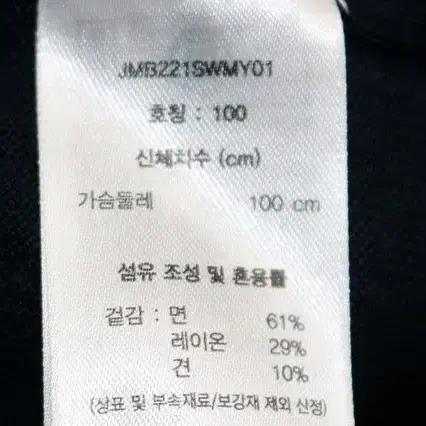 JMB221SWMY01
호칭 : 100
신체치수 (cm)
가슴둘레 100 cm
섬유 조성 및 혼용률
겉감 : 면 61%
레이온 29%
견 10%
(상표 및 부속재료/보강재 제외 산정)